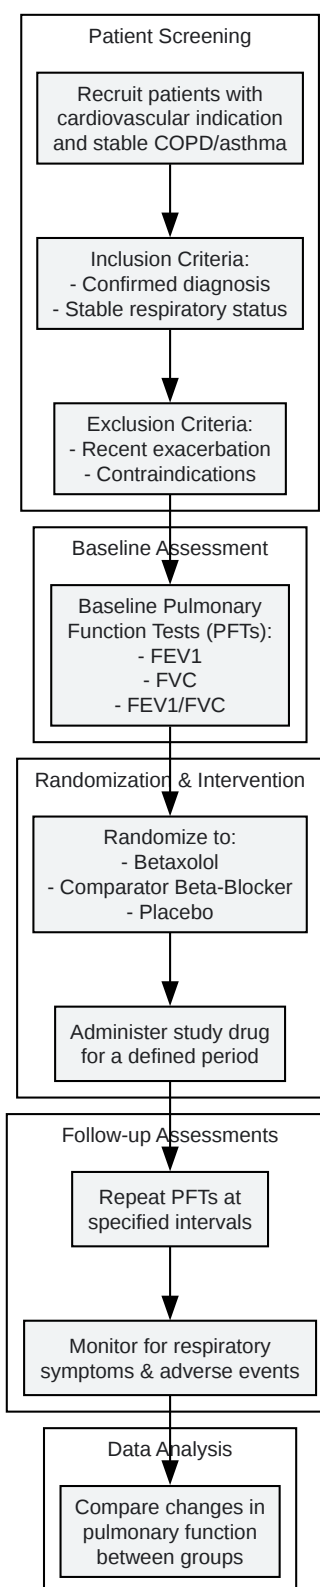 Patient Screening
Recruit patients with
cardiovascular indication
and stable COPD/asthma
Inclusion Criteria:
- Confirmed diagnosis
- Stable respiratory status
Exclusion Criteria:
- Recent exacerbation
- Contraindications
Baseline Assessment
Baseline Pulmonary
Function Tests (PFTs):
- FEV1
- FVC
- FEV1/FVC
Randomization & Intervention
Randomize to:
- Betaxolol
- Comparator Beta-Blocker
- Placebo
Administer study drug
for a defined period
Follow-up Assessments
Repeat PFTs at
specified intervals
Monitor for respiratory
symptoms & adverse events
Data Analysis
Compare changes in
pulmonary function
between groups